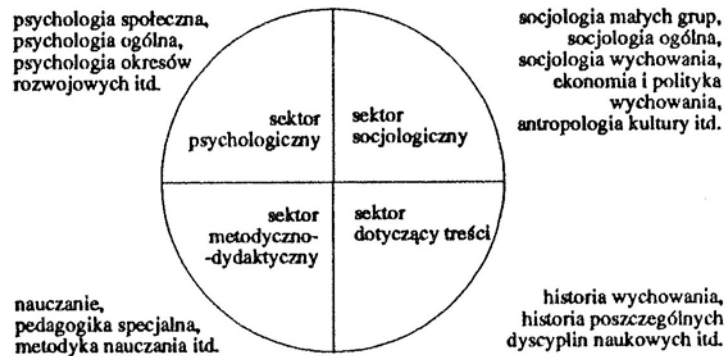 psychologia społeczna,
psychologia ogólna,
psychologia okresów
rozwojowych itd.
socjologia małych grup,
socjologia ogólna,
socjologia wychowania,
ekonomia i polityka
wychowania,
antropologia kultury itd.
sektor
psychologiczny
sektor
socjologiczny
sektor
metodyczno-
-dydaktyczny
sektor
dotyczący treści
nauczanie,
pedagogika specjalna,
metodyka nauczania itd.
historia wychowania,
historia poszczególnych
dyscyplin naukowych itd.